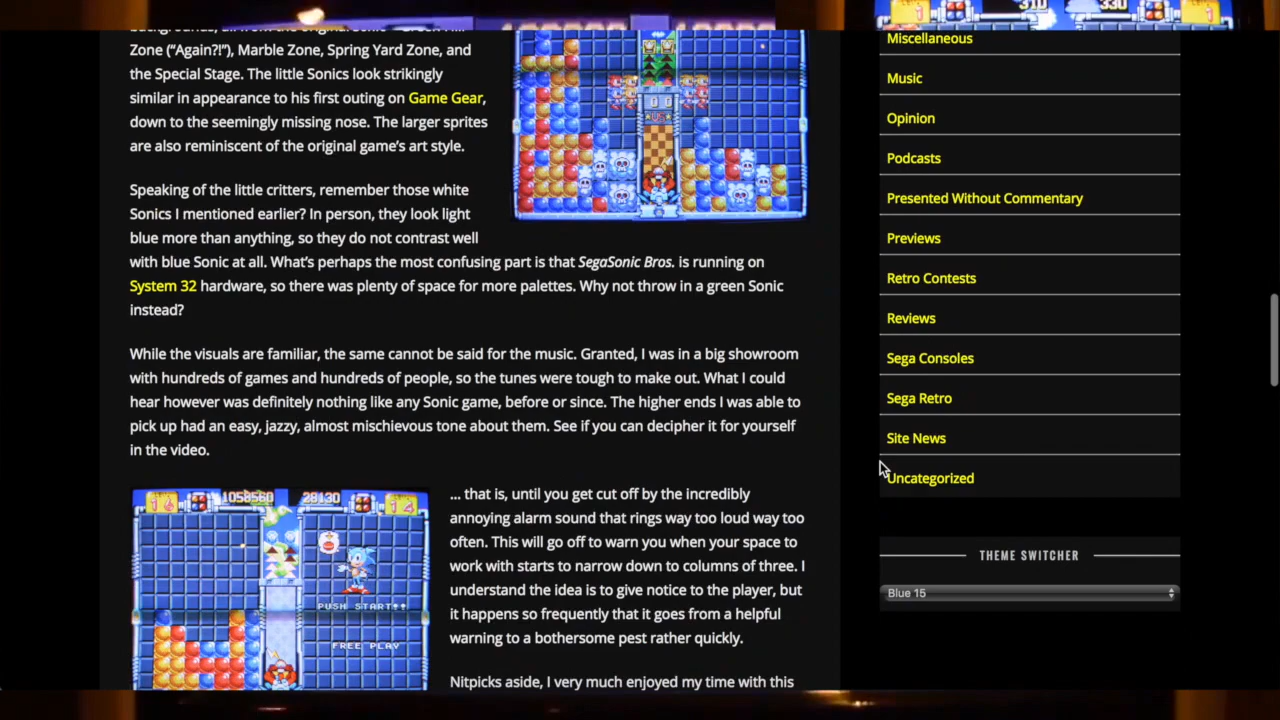 Zone (“Again?!”), Marble Zone, Spring Yard Zone, and
the Special Stage. The little Sonics look strikingly
similar in appearance to his first outing on Game Gear,
down to the seemingly missing nose. The larger sprites
are also reminiscent of the original game’s art style.
Speaking of the little critters, remember those white
Sonics I mentioned earlier? In person, they look light
blue more than anything, so they do not contrast well
with blue Sonic at all. What’s perhaps the most confusing part is that SegaSonic Bros. is running on
System 32 hardware, so there was plenty of space for more palettes. Why not throw in a green Sonic
instead?
While the visuals are familiar, the same cannot be said for the music. Granted, I was in a big showroom
with hundreds of games and hundreds of people, so the tunes were tough to make out. What I could
hear however was definitely nothing like any Sonic game, before or since. The higher ends I was able to
pick up had an easy, jazzy, almost mischievous tone about them. See if you can decipher it for yourself
in the video.
1058560 28130
PUSH START!!
FREE PLAY
... that is, until you get cut off by the incredibly
annoying alarm sound that rings way too loud way too
often. This will go off to warn you when your space to
work with starts to narrow down to columns of three. I
understand the idea is to give notice to the player, but
it happens so frequently that it goes from a helpful
warning to a bothersome pest rather quickly.
Nitpicks aside, I very much enjoyed my time with this
310 330
Miscellaneous
Music
Opinion
Podcasts
Presented Without Commentary
Previews
Retro Contests
Reviews
Sega Consoles
Sega Retro
Site News
Uncategorized
THEME SWITCHER
Blue 15